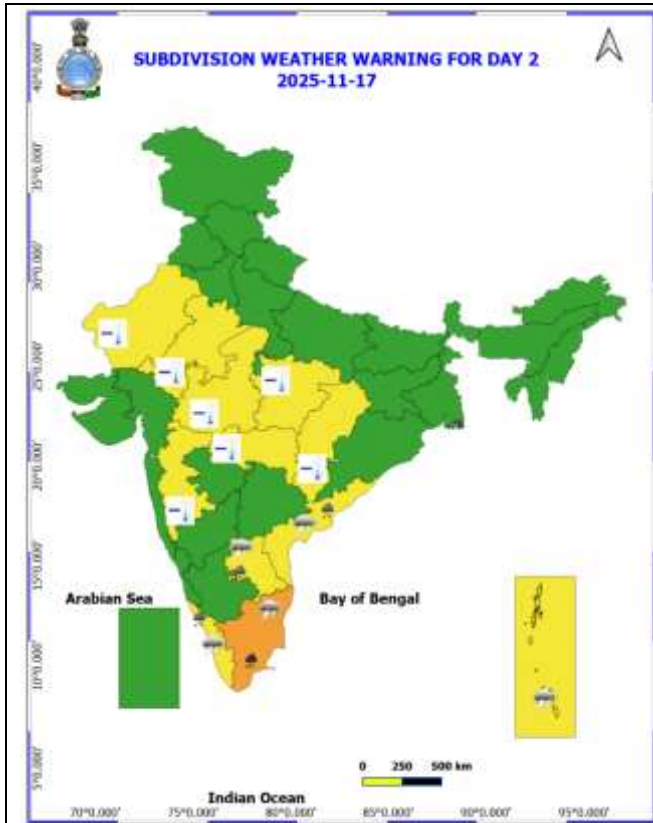 SUBDIVISION WEATHER WARNING FOR DAY 2
2025-11-17
40°0.000'
35°0.000'
30°0.000'
25°0.000'
20°0.000'
15°0.000'
10°0.000'
5°0.000'
Arabian Sea
Bay of Bengal
0 250 500 km
Indian Ocean
70°0.000' 75°0.000' 80°0.000' 85°0.000' 90°0.000' 95°0.000'